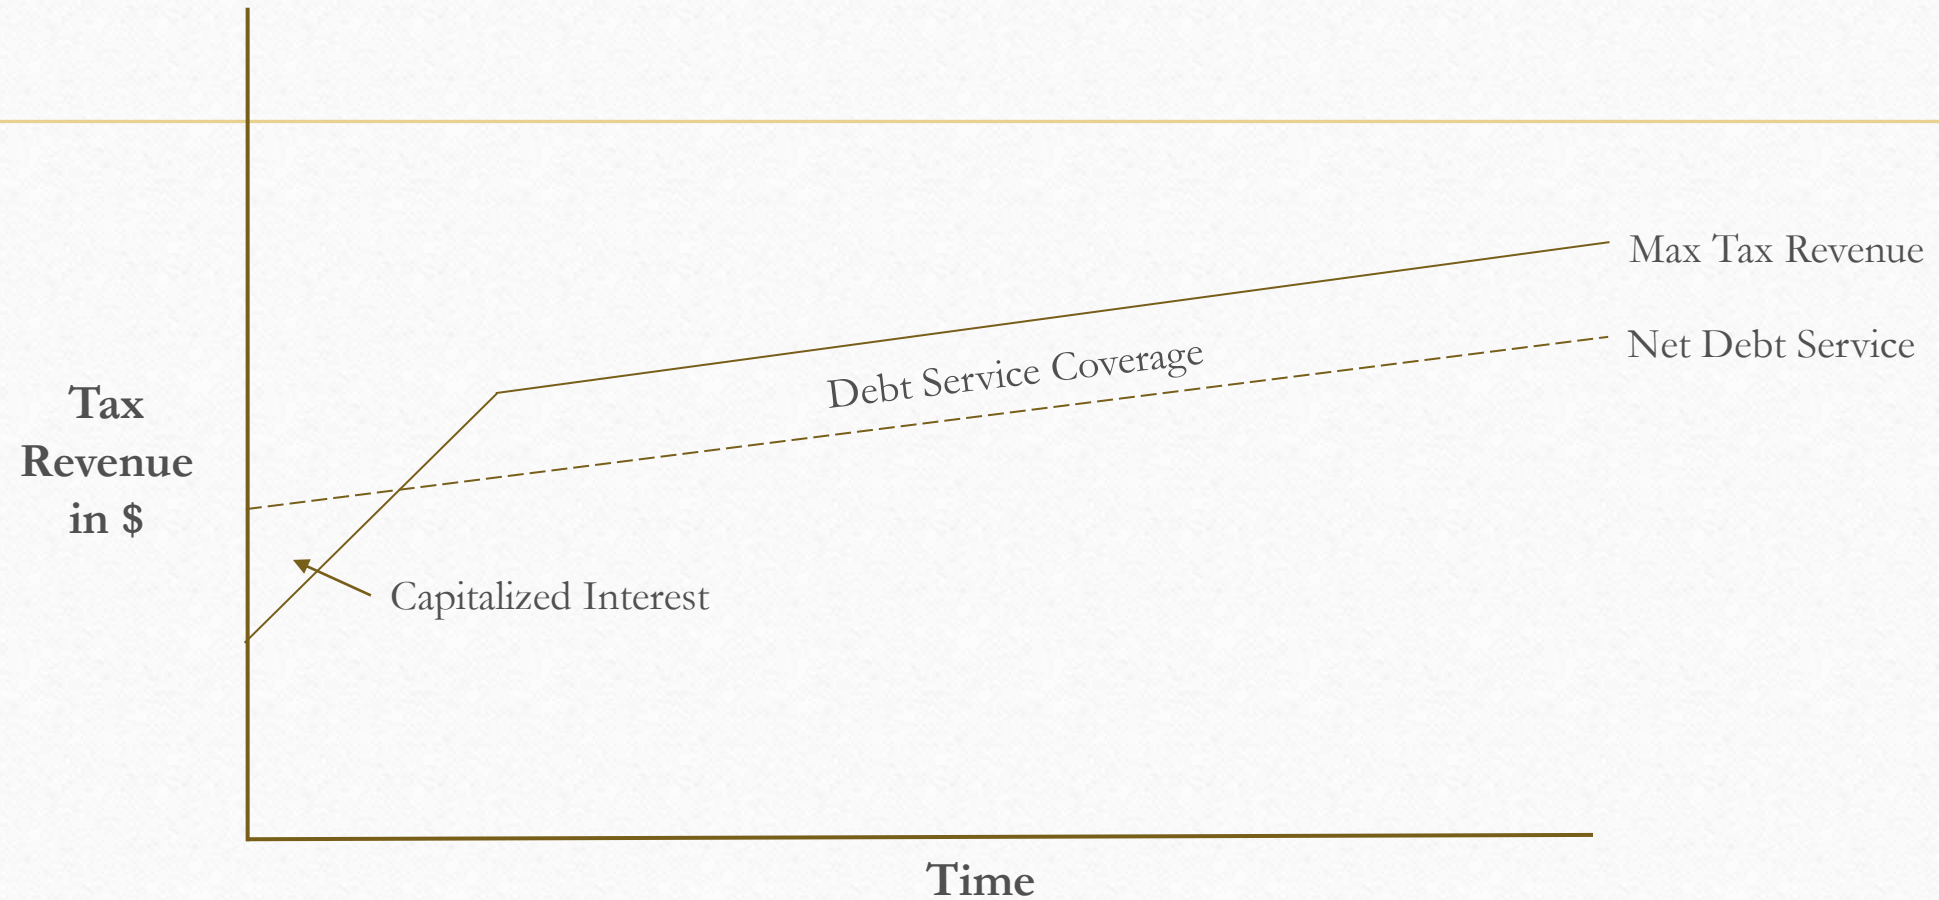 Max Tax Revenue
Net Debt Service
Debt Service Coverage
Tax
Revenue
in $
Capitalized Interest
Time